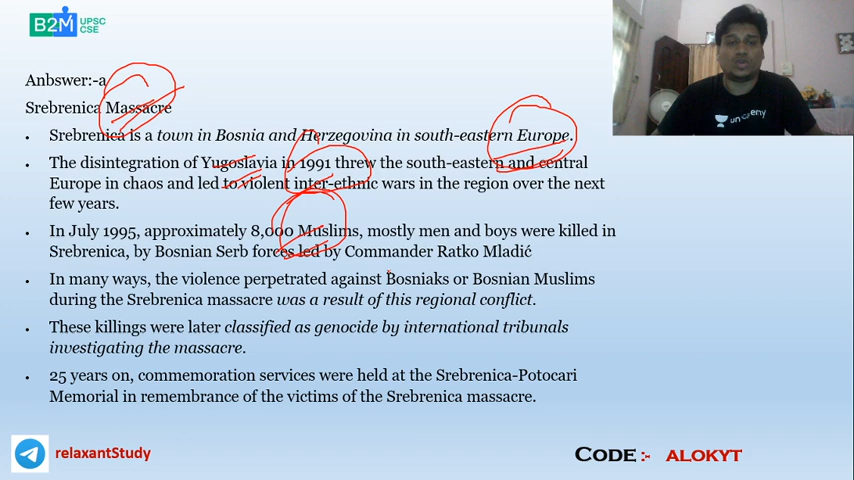 B2M UPSC
CSE
Anbswer:-a
Srebrenica Massacre
• Srebrenica is a town in Bosnia and Herzegovina in south-eastern Europe.
• The disintegration of Yugoslavia in 1991 threw the south-eastern and central
Europe in chaos and led to violent inter-ethnic wars in the region over the next
few years.
• In July 1995, approximately 8,000 Muslims, mostly men and boys were killed in
Srebrenica, by Bosnian Serb forces led by Commander Ratko Mladić
• In many ways, the violence perpetrated against Bosniaks or Bosnian Muslims
during the Srebrenica massacre was a result of this regional conflict.
• These killings were later classified as genocide by international tribunals
investigating the massacre.
• 25 years on, commemoration services were held at the Srebrenica-Potocari
Memorial in remembrance of the victims of the Srebrenica massacre.
relaxantStudy
CODE :- ALOKYT